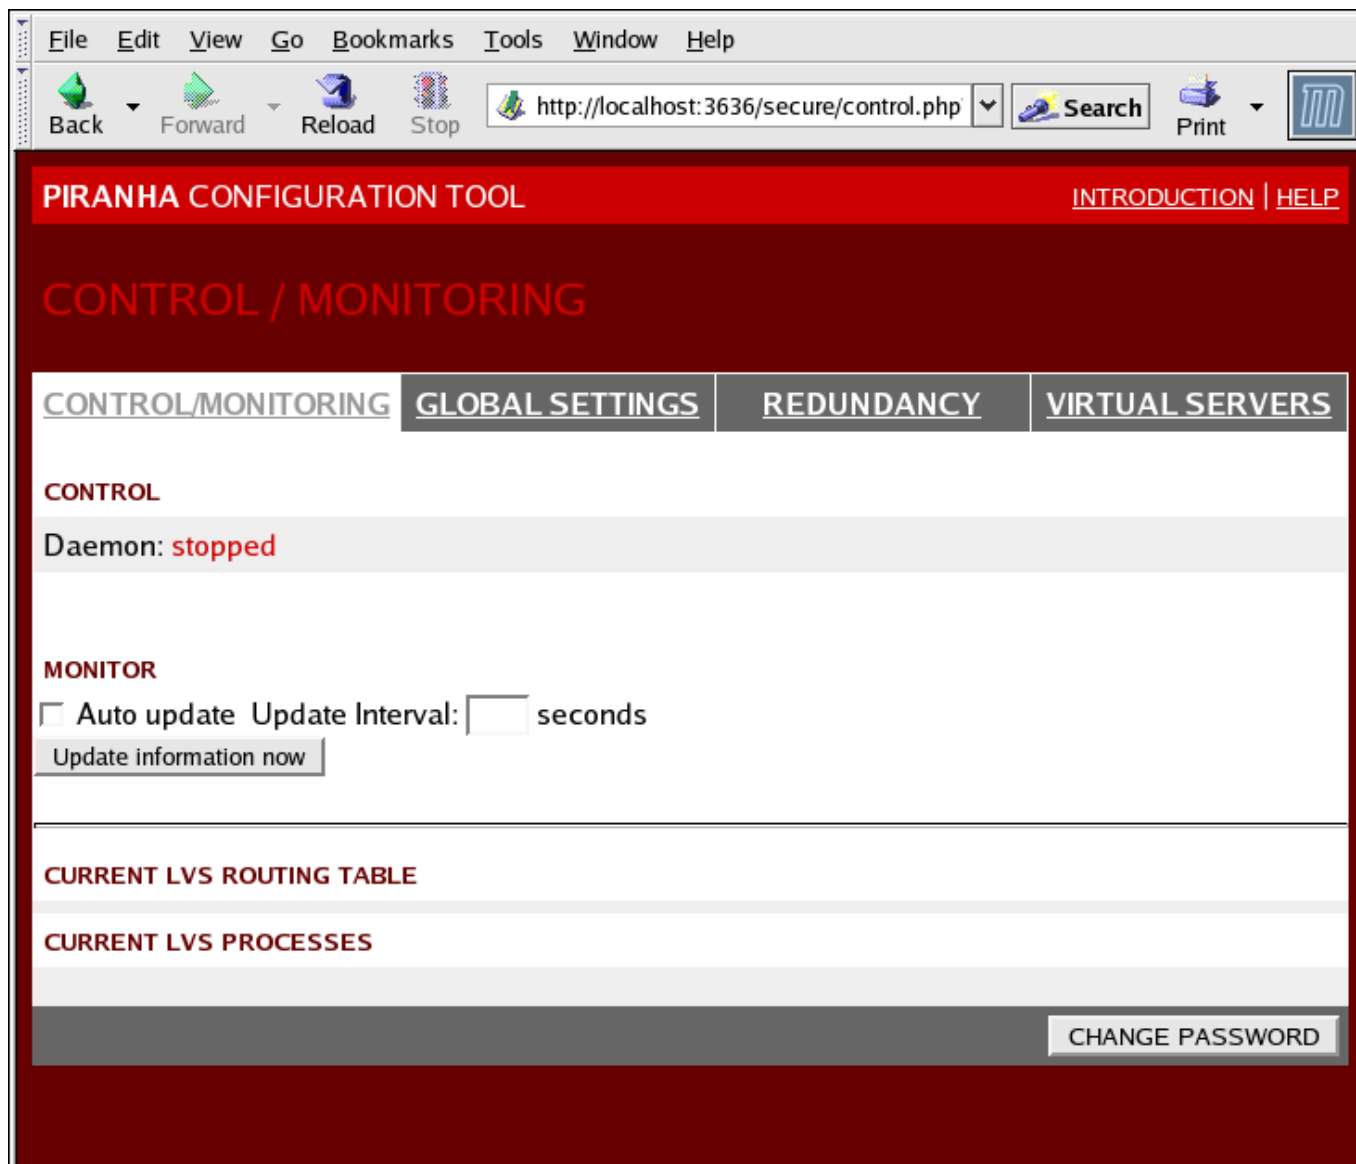 File Edit View Go Bookmarks Tools Window Help
Back Forward Reload Stop http://localhost:3636/secure/control.php Search Print
PIRANHA CONFIGURATION TOOL INTRODUCTION | HELP
CONTROL / MONITORING
CONTROL/MONITORING GLOBAL SETTINGS REDUNDANCY VIRTUAL SERVERS
CONTROL
Daemon: stopped
MONITOR
Auto update Update Interval: seconds
Update information now
CURRENT LVS ROUTING TABLE
CURRENT LVS PROCESSES
CHANGE PASSWORD